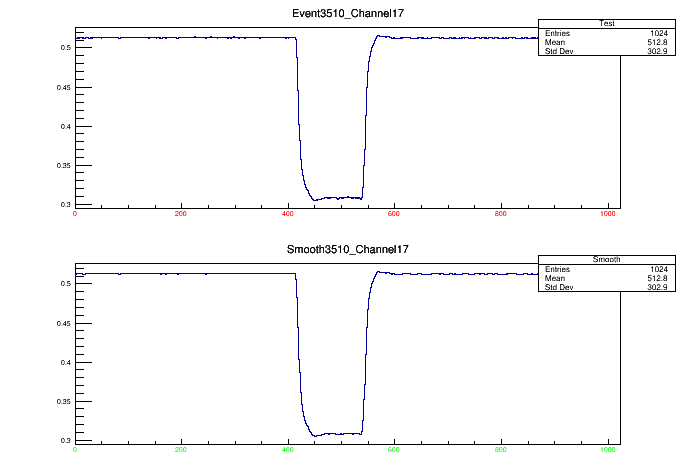 Event3510_Channel17
Test
Entries 1024
Mean 512.8
Std Dev 302.9
0.5
0.45
0.4
0.35
0.3
0 200 400 600 800 1000
Smooth3510_Channel17
Smooth
Entries 1024
Mean 512.8
Std Dev 302.9
0.5
0.45
0.4
0.35
0.3
0 200 400 600 800 1000